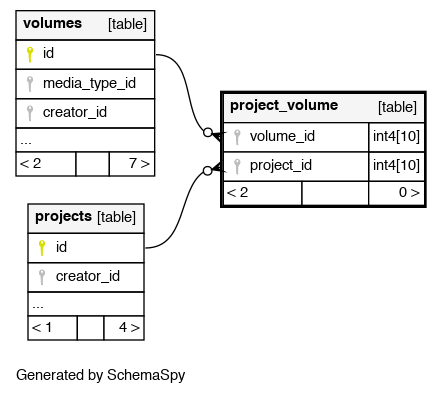 volumes [table]
id
media_type_id
creator_id
...
< 2 7 >
project_volume [table]
volume_id int4[10]
project_id int4[10]
< 2 0 >
projects [table]
id
creator_id
...
< 1 4 >
Generated by SchemaSpy